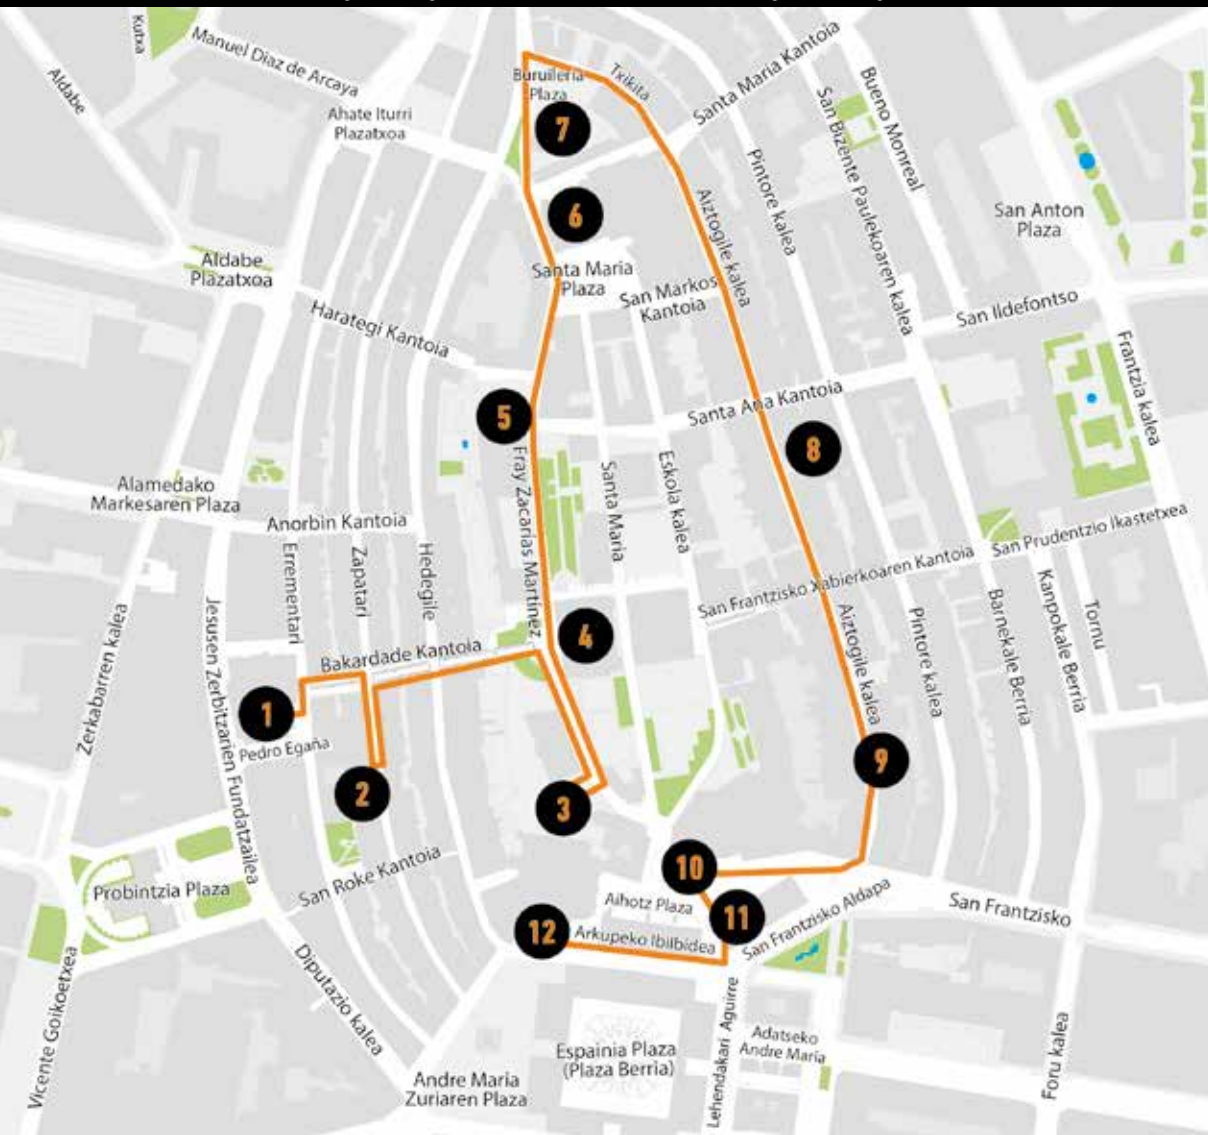 Kutxa
Manuel Diaz de Arcaya
Aldabe
Ahate Iturri
Plazatxoa
Buruileria
Plaza
Txikita
Santa Maria Kantoia
Bueno Monreal
San Bizente Paulekoaren kalea
Pintore kalea
7
6
San Anton
Plaza
Aldabe
Plazatxoa
Santa Maria
Plaza
San Markos
Kantoia
Aiztogile kalea
San Ildefontso
Harategi Kantoia
Frantzia kalea
5
Santa Ana Kantoia
8
Fray Zacarias Martinez
Santa Maria
Eskola kalea
Alamedako
Markesaren Plaza
Anorbin Kantoia
Errementari
Zapatari
Hedegile
San Frantzisko Xabierkoaren Kantoia
San Prudentzio Ikastetxea
Zerkabarren kalea
Jesusen Zerbitzarien Fundatzailea
4
Aiztogile kalea
Pintore kalea
Barnekale Berria
Kanpokale Berria
Tornu
Bakardade Kantoia
1
Pedro Egaña
2
3
9
10
Probintzia Plaza
San Roke Kantoia
Aihotz Plaza
11
San Frantzisko Aldapa
San Frantzisko
12
Arkupeko Ibilbidea
Vicente Goikoetxea
Diputazio kalea
Espainia Plaza
(Plaza Berria)
Lehendakari Aguirre
Adatseko
Andre Maria
Foru kalea
Andre Maria
Zuriaren Plaza